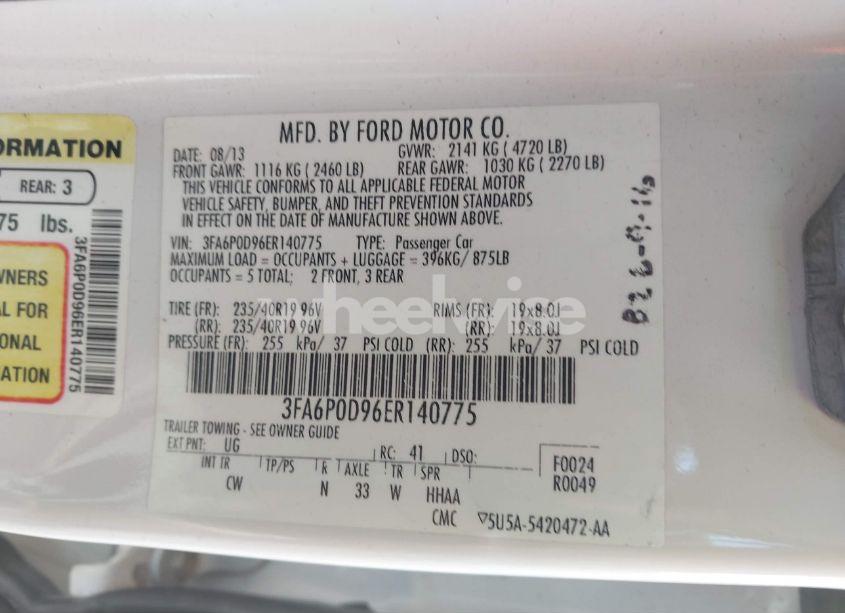 ORMATION
REAR: 3
75 lbs.
WNERS
AL FOR
ONAL
MATION
3FA6P0D96ER140775
MFD. BY FORD MOTOR CO.
DATE: 08/13 GVWR: 2141 KG ( 4720 LB)
FRONT GAWR: 1116 KG ( 2460 LB) REAR GAWR: 1030 KG ( 2270 LB)
THIS VEHICLE CONFORMS TO ALL APPLICABLE FEDERAL MOTOR
VEHICLE SAFETY, BUMPER, AND THEFT PREVENTION STANDARDS
IN EFFECT ON THE DATE OF MANUFACTURE SHOWN ABOVE.
VIN: 3FA6P0D96ER140775 TYPE: Passenger Car
MAXIMUM LOAD = OCCUPANTS + LUGGAGE = 396KG/ 875LB
OCCUPANTS = 5 TOTAL; 2 FRONT, 3 REAR
TIRE (FR): 235/40R19 96V RIMS (FR): 19x8.0J
(RR): 235/40R19 96V (RR): 19x8.0J
PRESSURE (FR): 255 kPa/ 37 PSI COLD (RR): 255 kPa/ 37 PSI COLD
3FA6P0D96ER140775
TRAILER TOWING - SEE OWNER GUIDE
EXT PNT: UG RC: 41 DSO: F0024
INT TR TP/PS R AXLE TR SPR R0049
CW N 33 W HHAA
CMC ▽5U5A-5420472-AA
wheelwise